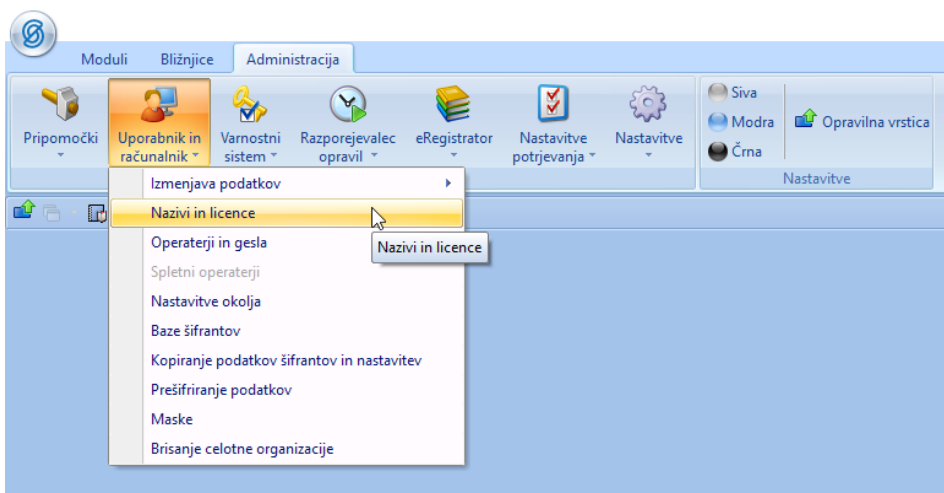 Moduli Bližnjice Administracija
Pripomočki
Uporabnik in
računalnik
Varnostni
sistem
Razporejevalec
opravil
eRegistrator
Nastavitve
potrjevanja
Nastavitve
Siva
Modra
Črna
Opravilna vrstica
Nastavitve
Izmenjava podatkov
Nazivi in licence
Nazivi in licence
Operaterji in gesla
Spletni operaterji
Nastavitve okolja
Baze šifrantov
Kopiranje podatkov šifrantov in nastavitev
Prešifriranje podatkov
Maske
Brisanje celotne organizacije